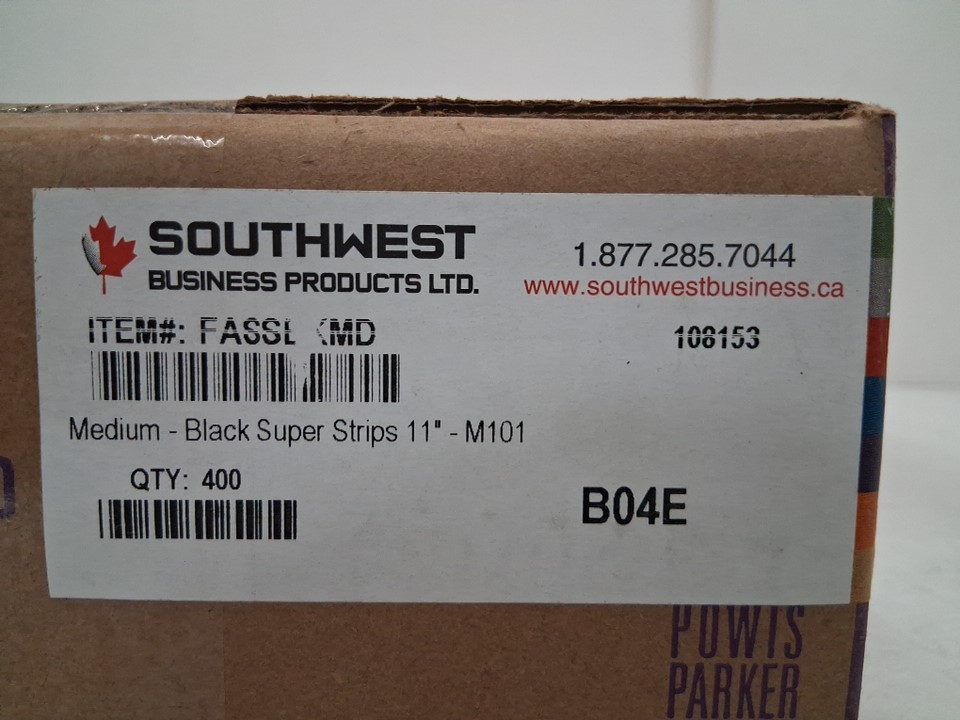 SOUTHWEST
BUSINESS PRODUCTS LTD.
1.877.285.7044
www.southwestbusiness.ca
ITEM#:
108153
Medium - Black Super Strips 11" - M101
QTY: 400
B04E
POWIS
PARKER